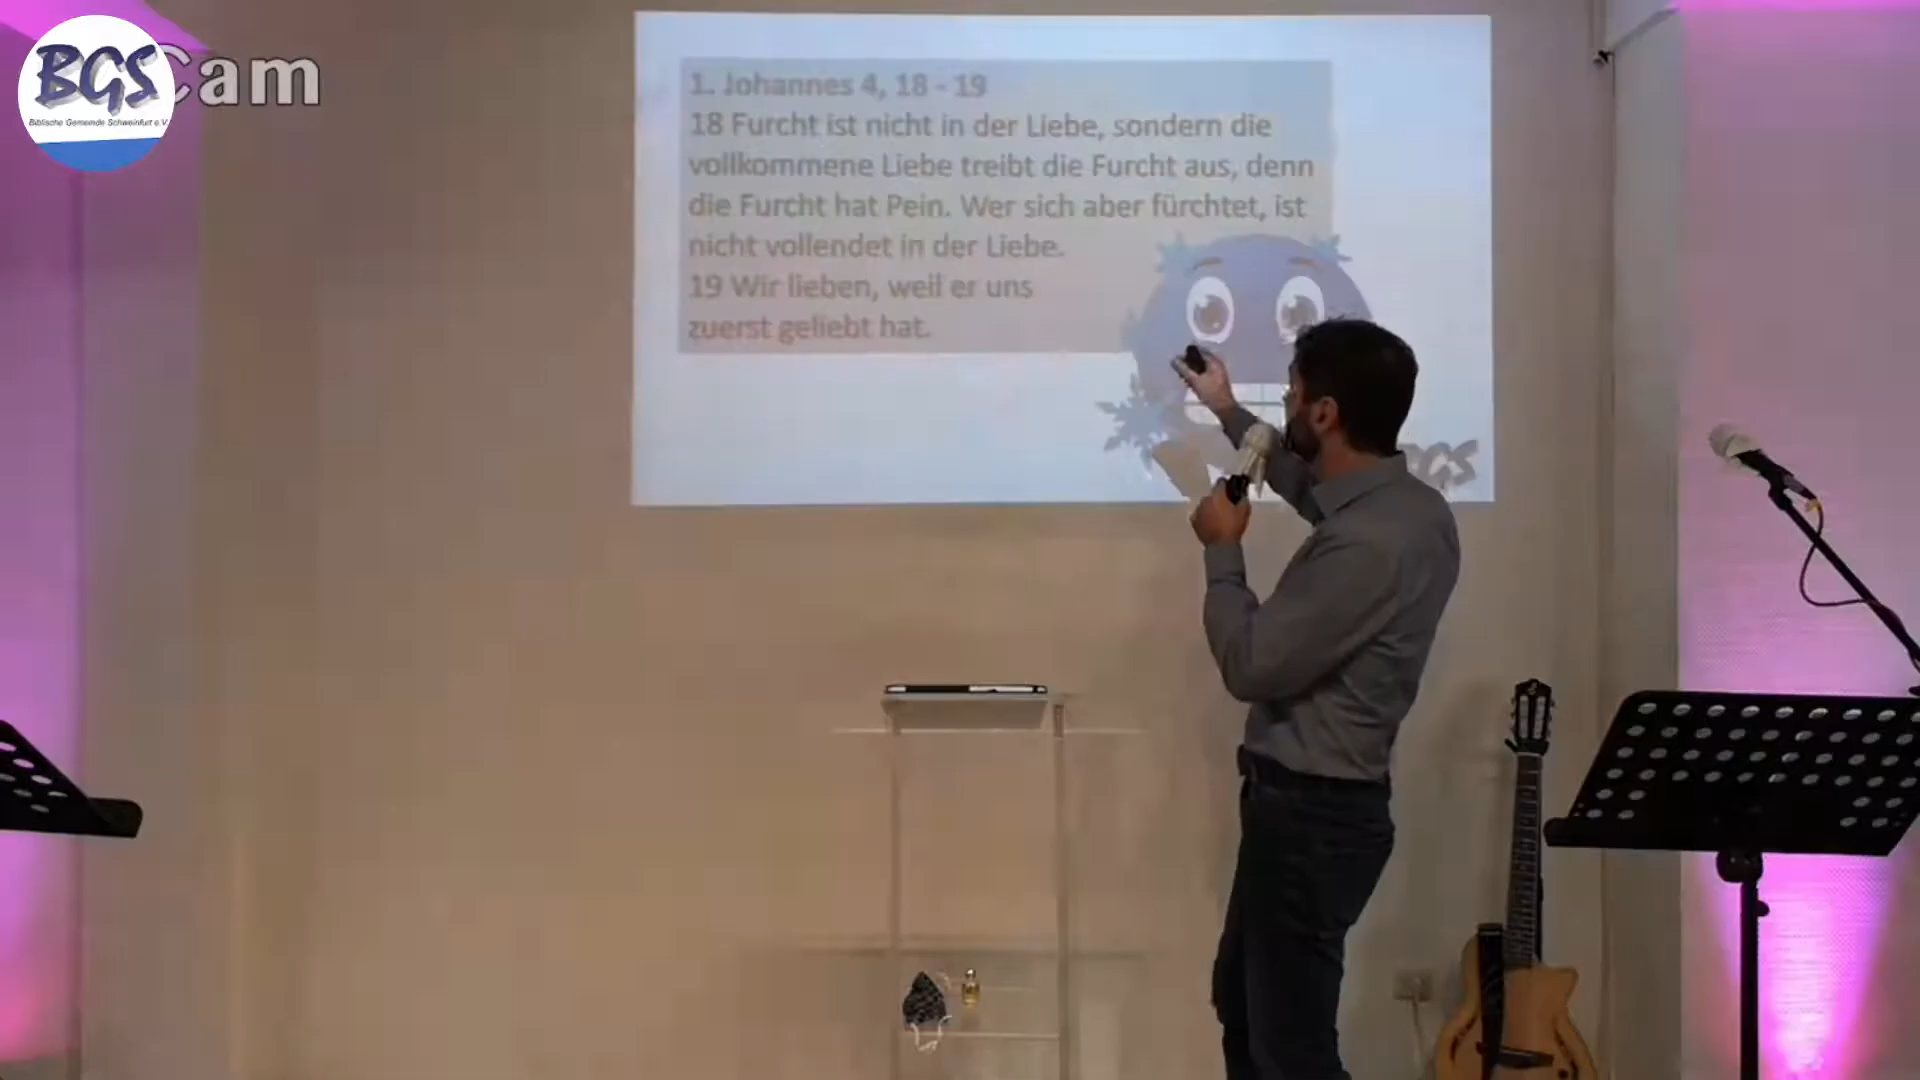 BGS
Biblische Gemeinde Schweinfurt e.V.
Cam
1. Johannes 4, 18 - 19
18 Furcht ist nicht in der Liebe, sondern die
vollkommene Liebe treibt die Furcht aus, denn
die Furcht hat Pein. Wer sich aber fürchtet, ist
nicht vollendet in der Liebe.
19 Wir lieben, weil er uns
zuerst geliebt hat.
BGS